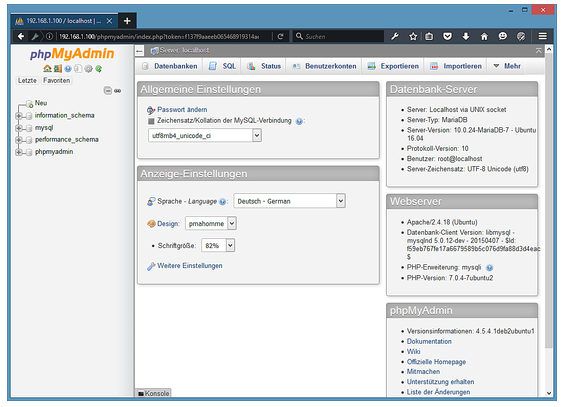 192.168.1.100 / localhost |...
192.168.1.100/phpmyadmin/index.php?token=f137f9aaeeb065468919314a
Suchen
phpMyAdmin
Letzte Favoriten
Neu
information_schema
mysql
performance_schema
phpmyadmin
Server: localhost
Datenbanken SQL Status Benutzerkonten Exportieren Importieren Mehr
Allgemeine Einstellungen
Passwort ändern
Zeichensatz/Kollation der MySQL-Verbindung :
utf8mb4_unicode_ci
Anzeige-Einstellungen
Sprache - Language : Deutsch - German
Design: pmahomme
Schriftgröße: 82%
Weitere Einstellungen
Datenbank-Server
Server: Localhost via UNIX socket
Server-Typ: MariaDB
Server-Version: 10.0.24-MariaDB-7 - Ubuntu
16.04
Protokoll-Version: 10
Benutzer: root@localhost
Server-Zeichensatz: UTF-8 Unicode (utf8)
Webserver
Apache/2.4.18 (Ubuntu)
Datenbank-Client Version: libmysql -
mysqlnd 5.0.12-dev - 20150407 - $Id:
f59eb767fe17a6679589b5c076d9fa88d3d4eac
$
PHP-Erweiterung: mysqli
PHP-Version: 7.0.4-7ubuntu2
phpMyAdmin
Versionsinformationen: 4.5.4.1deb2ubuntu1
Dokumentation
Wiki
Offizielle Homepage
Mitmachen
Unterstützung erhalten
Liste der Änderungen
Konsole